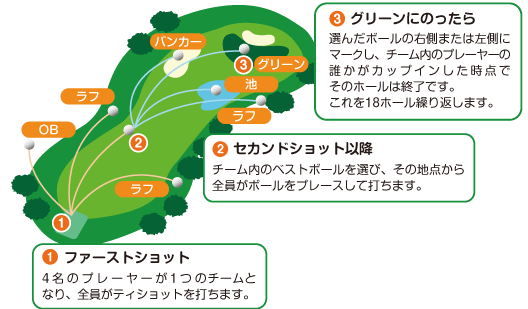 バンカー
3
グリーン
池
ラフ
ラフ
OB
2
ラフ
1
3 グリーンにのったら
選んだボールの右側または左側に
マークし、チーム内のプレーヤーの
誰かがカップインした時点で
そのホールは終了です。
これを18ホール繰り返します。
2 セカンドショット以降
チーム内のベストボールを選び、その地点から
全員がボールをプレースして打ちます。
1 ファーストショット
4名のプレーヤーが1つのチームと
なり、全員がティショットを打ちます。